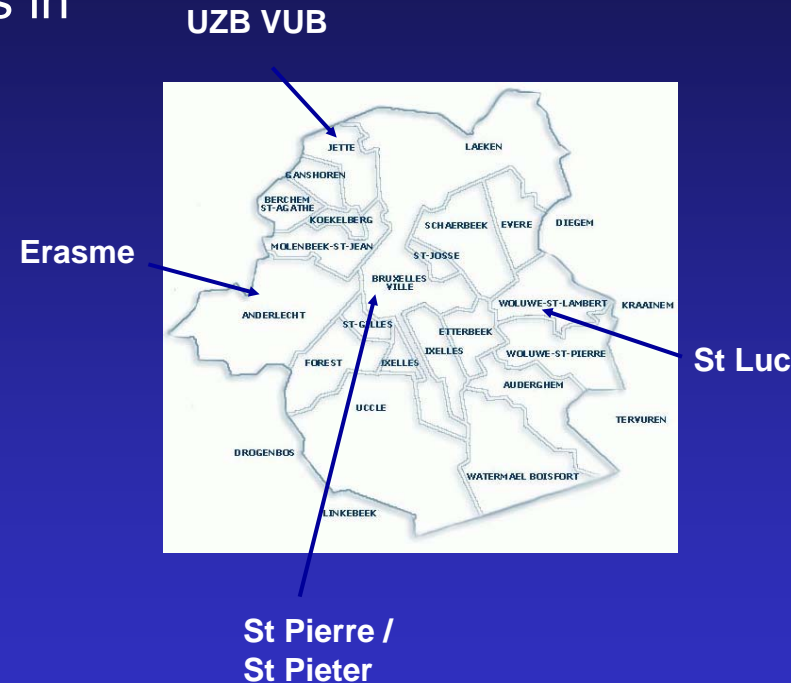 s in
UZB VUB
JETTE
LAEKEN
GANSHOREN
BERCHEM
ST-AGATHE
KOEKELBERG
SCHAERBEEK
EVERE
DIEGEM
MOLENBEEK-ST-JEAN
ST-JOSSE
Erasme
BRUXELLES
VILLE
ANDERLECHT
WOLUWE-ST-LAMBERT
KRAAINEM
ST-GILLES
ETTERBEEK
IXELLES
WOLUWE-ST-PIERRE
FOREST
IXELLES
St Luc
AUDERGHEM
UCCLE
TERVUREN
DROGENBOS
WATERMAEL BOISFORT
LINKEBEEK
St Pierre /
St Pieter